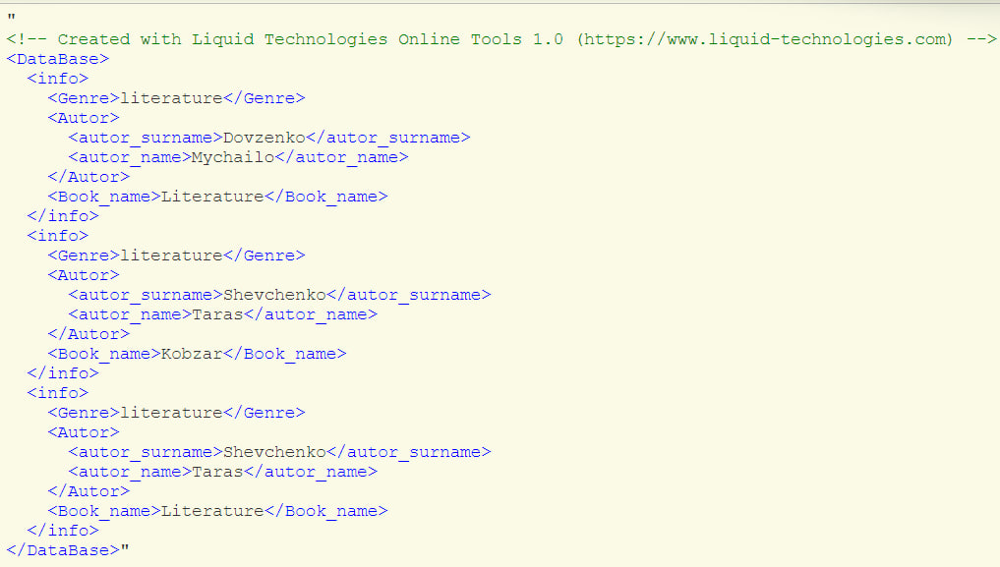 "
<!-- Created with Liquid Technologies Online Tools 1.0 (https://www.liquid-technologies.com) -->
<DataBase>
  <info>
    <Genre>literature</Genre>
    <Autor>
      <autor_surname>Dovzenko</autor_surname>
      <autor_name>Mychailo</autor_name>
    </Autor>
    <Book_name>Literature</Book_name>
  </info>
  <info>
    <Genre>literature</Genre>
    <Autor>
      <autor_surname>Shevchenko</autor_surname>
      <autor_name>Taras</autor_name>
    </Autor>
    <Book_name>Kobzar</Book_name>
  </info>
  <info>
    <Genre>literature</Genre>
    <Autor>
      <autor_surname>Shevchenko</autor_surname>
      <autor_name>Taras</autor_name>
    </Autor>
    <Book_name>Literature</Book_name>
  </info>
</DataBase>"